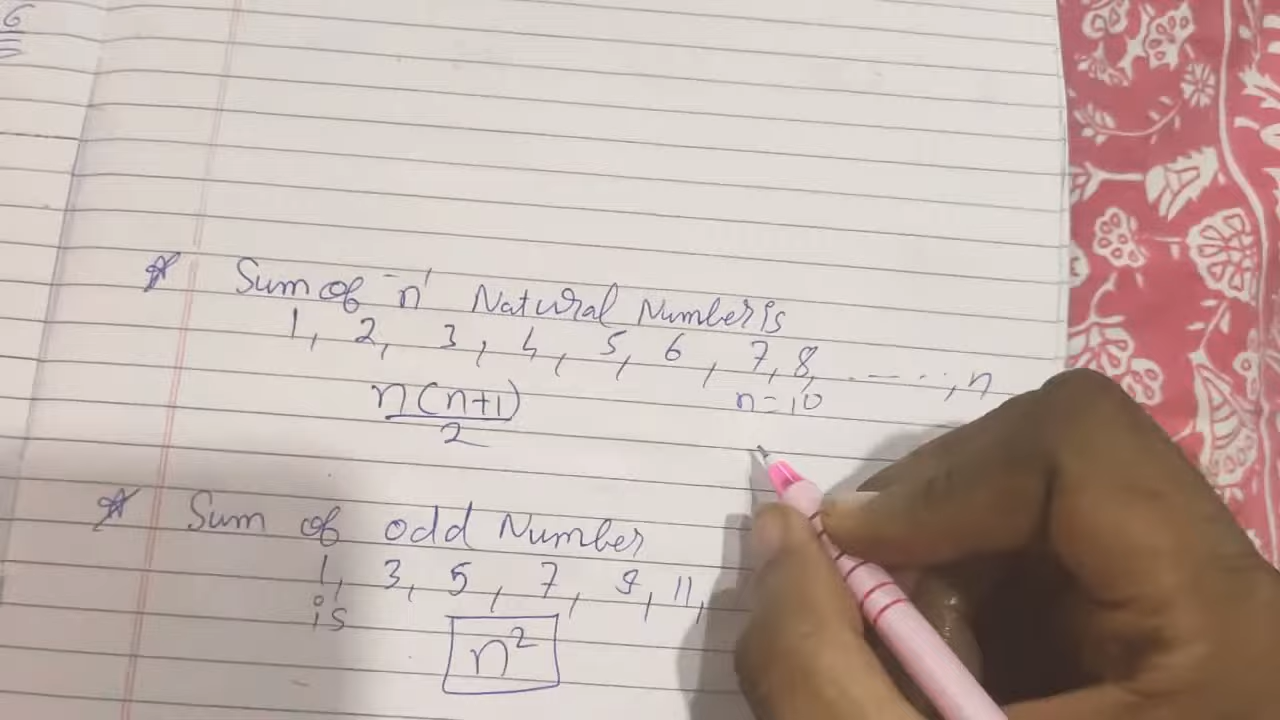 6
* Sum of 'n' Natural Number is
1, 2, 3, 4, 5, 6, 7, 8, ....., n
n(n+1)
2
n = 10
* Sum of odd Number
1, 3, 5, 7, 9, 11,
is
n²